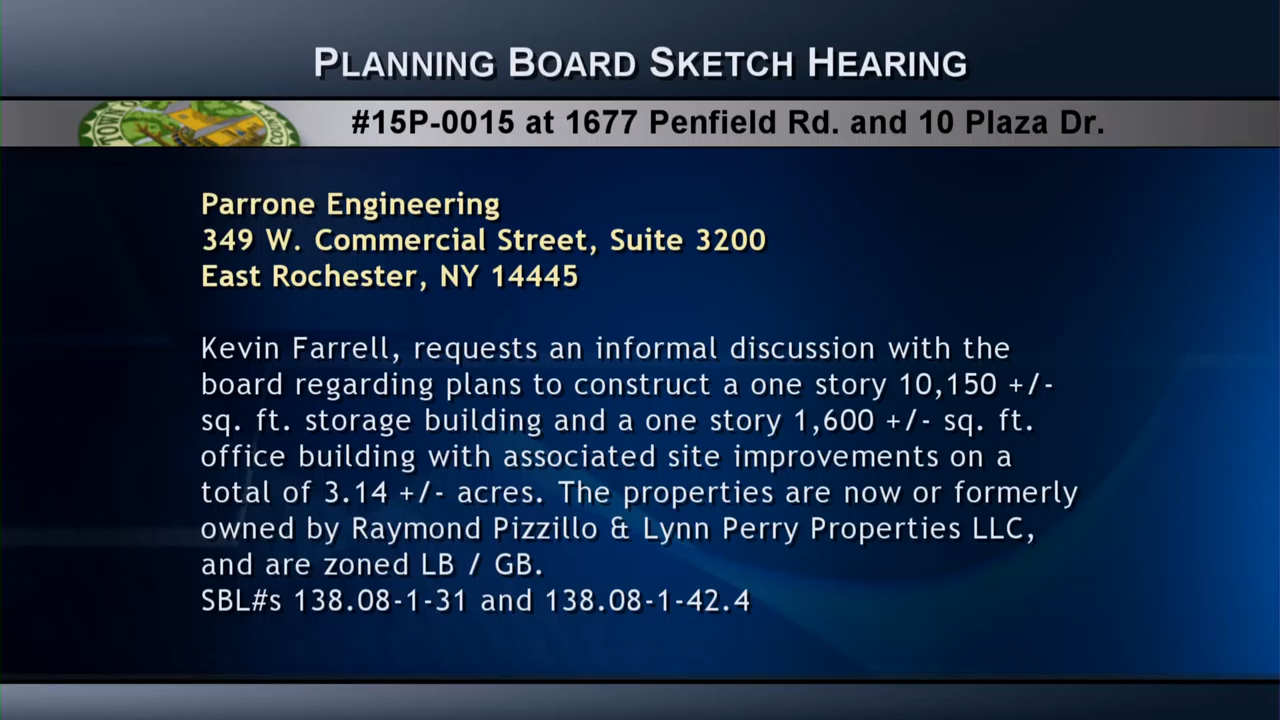 PLANNING BOARD SKETCH HEARING
#15P-0015 at 1677 Penfield Rd. and 10 Plaza Dr.
TOWN O
Parrone Engineering
349 W. Commercial Street, Suite 3200
East Rochester, NY 14445
Kevin Farrell, requests an informal discussion with the
board regarding plans to construct a one story 10,150 +/-
sq. ft. storage building and a one story 1,600 +/- sq. ft.
office building with associated site improvements on a
total of 3.14 +/- acres. The properties are now or formerly
owned by Raymond Pizzillo & Lynn Perry Properties LLC,
and are zoned LB / GB.
SBL#s 138.08-1-31 and 138.08-1-42.4